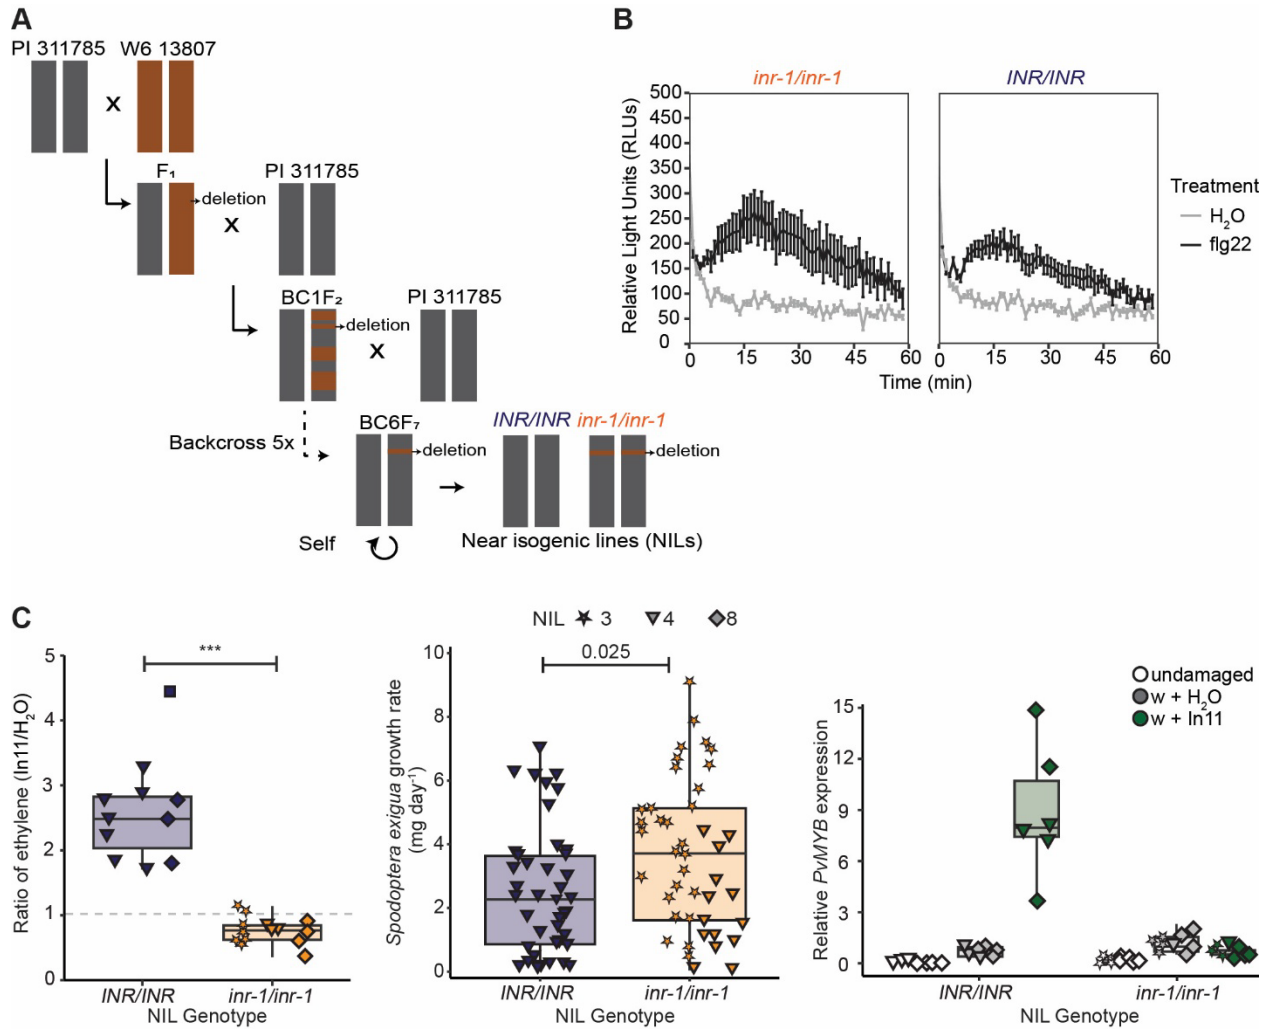 A
PI 311785 W6 13807
X
F₁
deletion
PI 311785
X
BC1F₂
deletion
PI 311785
X
Backcross 5x
BC6F₇
deletion
INR/INR inr-1/inr-1
deletion
Self
Near isogenic lines (NILs)
B
inr-1/inr-1
INR/INR
Relative Light Units (RLUs)
500
450
400
350
300
250
200
150
100
50
0
0 15 30 45 60
0 15 30 45 60
Time (min)
Treatment
H₂O
flg22
C
NIL 3 4 8
Ratio of ethylene (In11/H₂O)
5
4
3
2
1
0
***
INR/INR inr-1/inr-1
NIL Genotype
Spodoptera exigua growth rate
(mg day⁻¹)
10
8
6
4
2
0
0.025
INR/INR inr-1/inr-1
NIL Genotype
Relative PvMYB expression
15
12
9
6
3
0
undamaged
w + H₂O
w + In11
INR/INR inr-1/inr-1
NIL Genotype